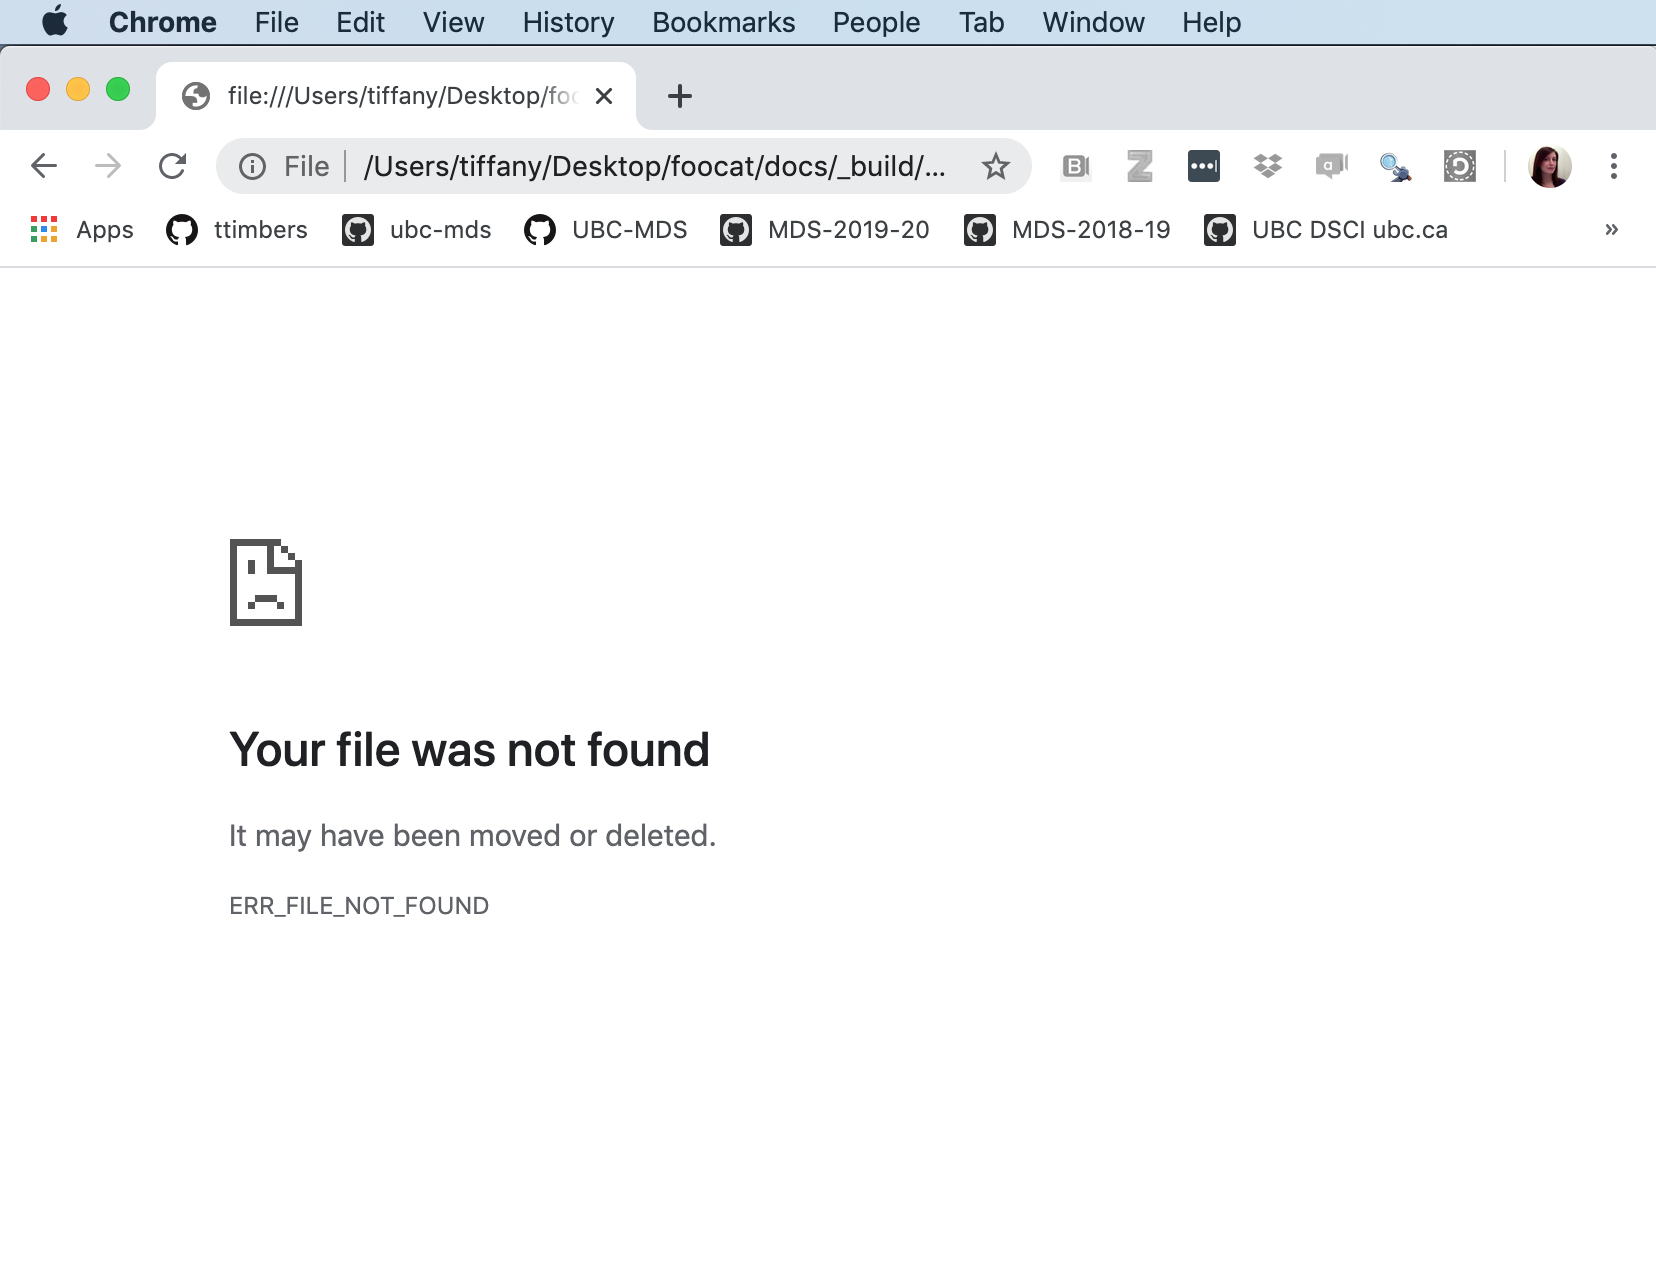 Chrome File Edit View History Bookmarks People Tab Window Help
file:///Users/tiffany/Desktop/foo
File | /Users/tiffany/Desktop/foocat/docs/_build/...
Apps ttimbers ubc-mds UBC-MDS MDS-2019-20 MDS-2018-19 UBC DSCI ubc.ca »
Your file was not found
It may have been moved or deleted.
ERR_FILE_NOT_FOUND